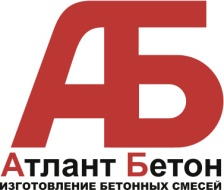 АБ
Атлант Бетон
ИЗГОТОВЛЕНИЕ БЕТОННЫХ СМЕСЕЙ